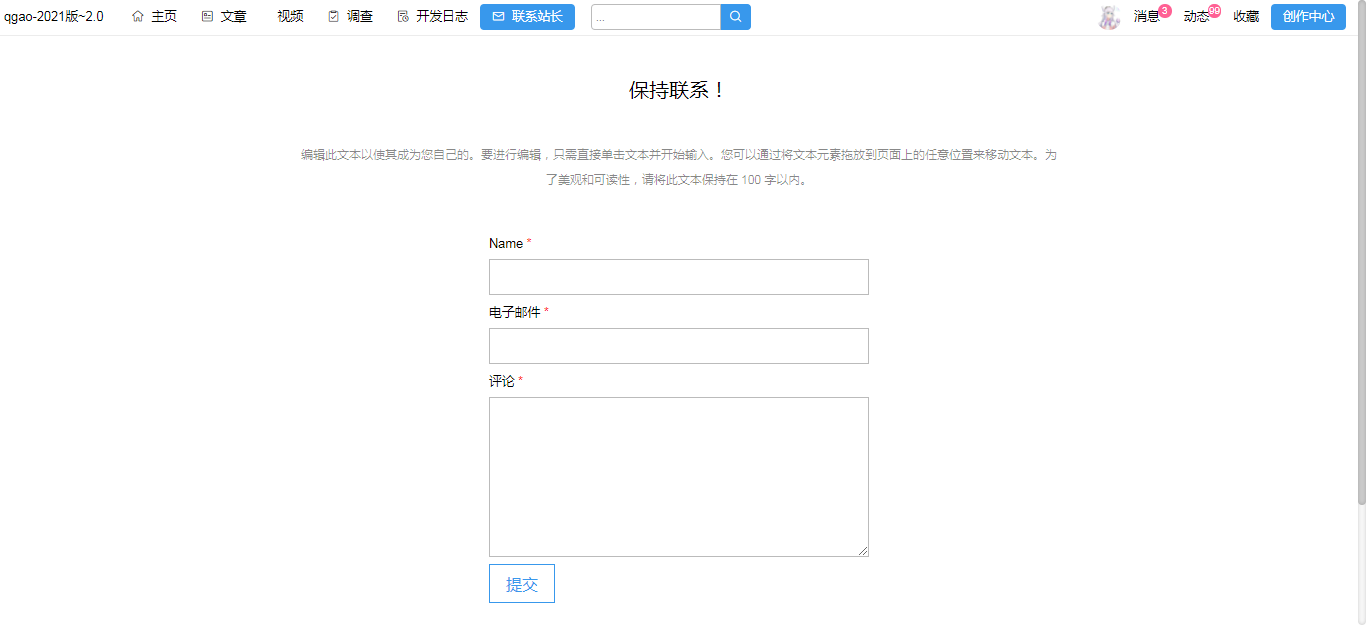 qgao-2021版~2.0 主页 文章 视频 调查 开发日志 联系站长 ... 消息 3 动态 99 收藏 创作中心
保持联系！
编辑此文本以使其成为您自己的。要进行编辑，只需直接单击文本并开始输入。您可以通过将文本元素拖放到页面上的任意位置来移动文本。为
了美观和可读性，请将此文本保持在 100 字以内。
Name *
电子邮件 *
评论 *
提交